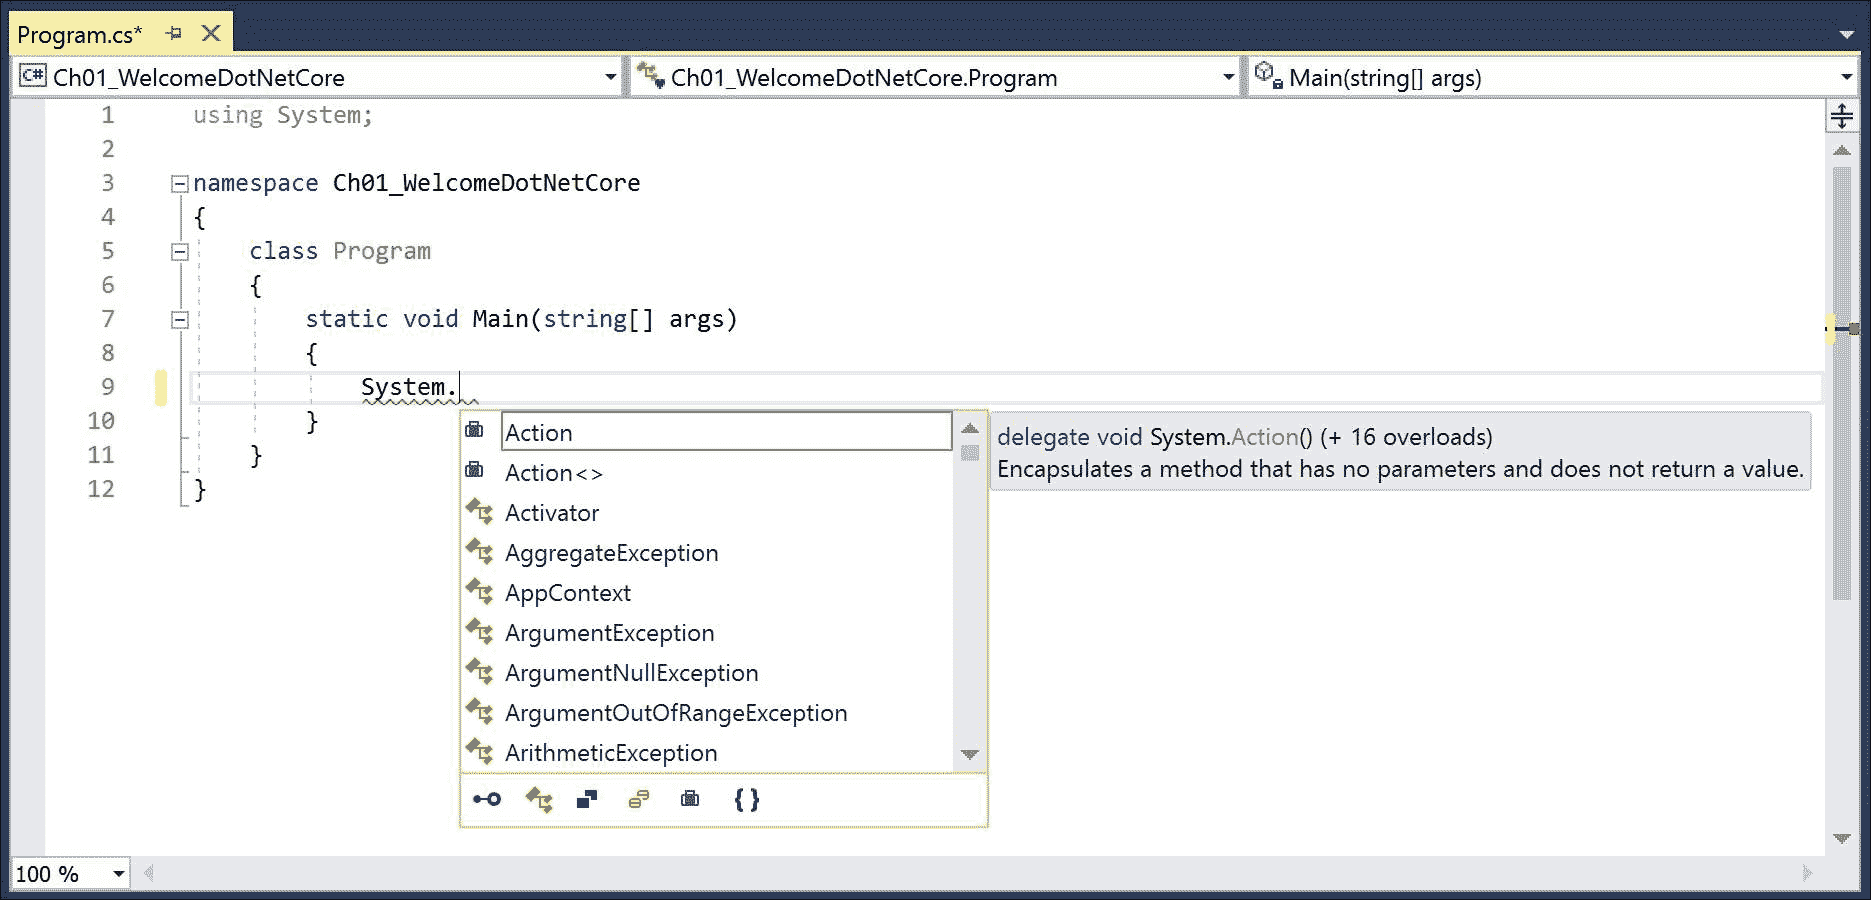 Program.cs*
C# Ch01_WelcomeDotNetCore Ch01_WelcomeDotNetCore.Program Main(string[] args)
1 using System;
2
3 namespace Ch01_WelcomeDotNetCore
4 {
5 class Program
6 {
7 static void Main(string[] args)
8 {
9 System.
10 }
11 }
12 }
Action
Action<>
Activator
AggregateException
AppContext
ArgumentException
ArgumentNullException
ArgumentOutOfRangeException
ArithmeticException
{}
delegate void System.Action() (+ 16 overloads)
Encapsulates a method that has no parameters and does not return a value.
100 %